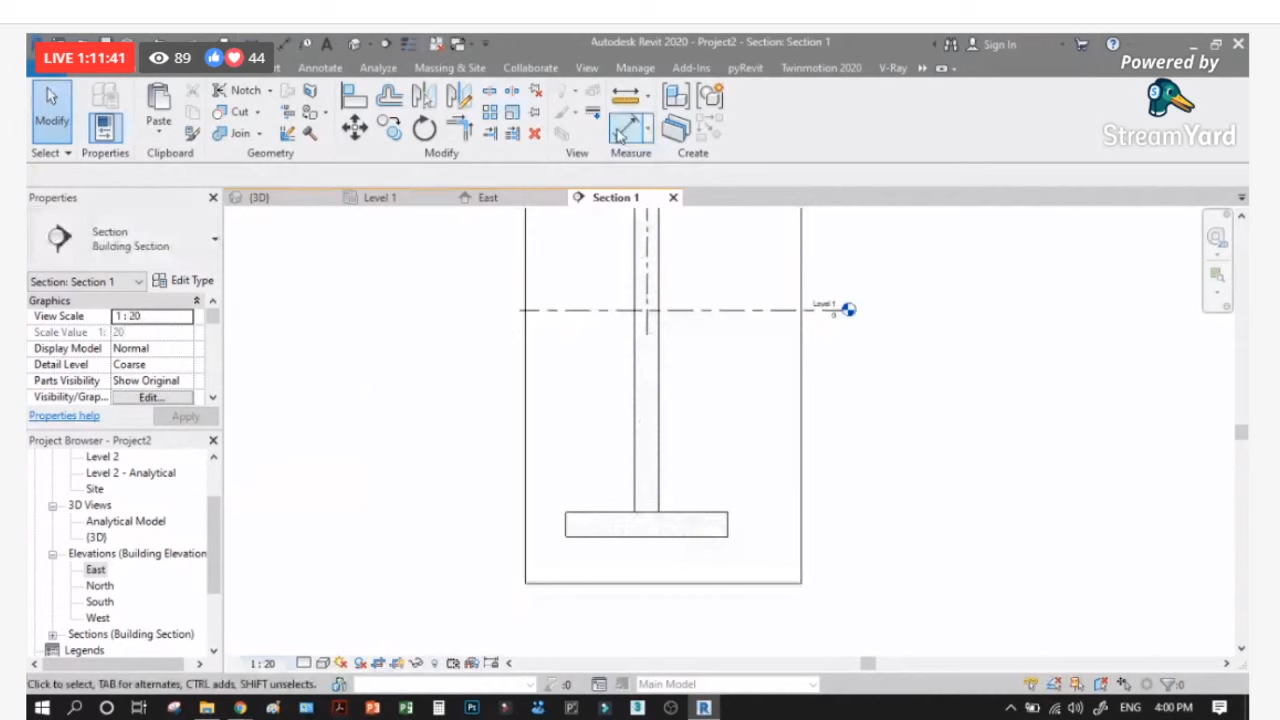 LIVE 1:11:41
89
44
Autodesk Revit 2020 - Project2 - Section: Section 1
Sign In
Powered by
StreamYard
Annotate
Analyze
Massing & Site
Collaborate
View
Manage
Add-Ins
pyRevit
Twinmotion 2020
V-Ray
Modify
Paste
Notch
Cut
Join
Select
Properties
Clipboard
Geometry
Modify
View
Measure
Create
Properties
{3D}
Level 1
East
Section 1
Section
Building Section
Section: Section 1
Edit Type
Graphics
View Scale 1 : 20
Scale Value 1: 20
Display Model Normal
Detail Level Coarse
Parts Visibility Show Original
Visibility/Grap... Edit...
Properties help
Apply
Level 1
0
Project Browser - Project2
Level 2
Level 2 - Analytical
Site
3D Views
Analytical Model
{3D}
Elevations (Building Elevation
East
North
South
West
Sections (Building Section)
Legends
1 : 20
Click to select, TAB for alternates, CTRL adds, SHIFT unselects.
:0
Main Model
:0
ENG
4:00 PM